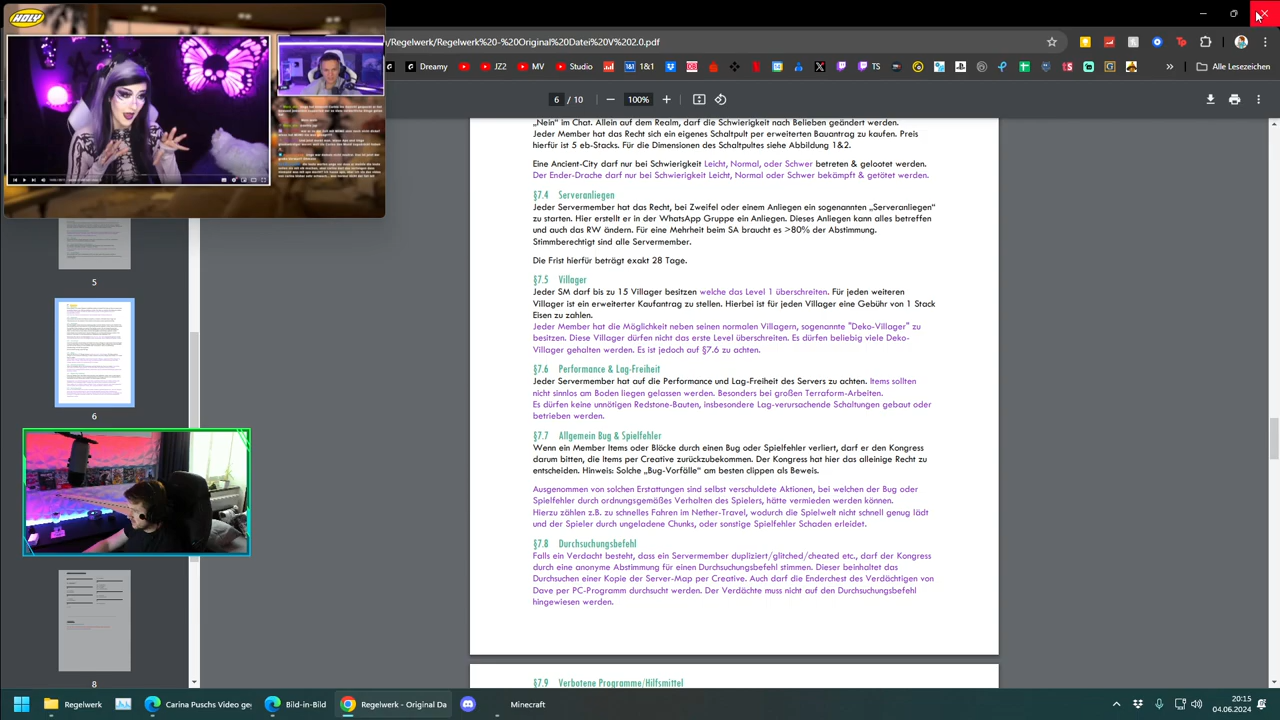 HOLY
/Regelwerk/Regelwerk%20-%20Original%20Datei%20V%202.0.pdf
Dreamy
JZ2
MV
Studio
1&1
TS
Lesezeichen
100%
„Nein“ im Chat. Allein auf dem Realm, darf die Schwierigkeit nach Belieben geändert werden.
Jeder Member hat das Recht sich ein eigenes Schaltpult per erweiterten Bauantrag zu kaufen. Preis
hierfür ist 5 eb-Stacks. Für die Dimensionen des Schaltpultes siehe Abbildung 1&2.
Eine Ancient-City darf nur bei Schwierigkeit Leicht, Normal, oder Schwer betreten & gelootet werden.
Der Ender-Drache darf nur bei Schwierigkeit Leicht, Normal oder Schwer bekämpft & getötet werden.
§7.4 Serveranliegen
Jeder Servermember hat das Recht, bei Zweifel oder einem Anliegen ein sogenanntes „Serveranliegen“
zu starten. Hier erstellt er in der WhatsApp Gruppe ein Anliegen. Dieses Anliegen kann alles betreffen
und auch das RW ändern. Für eine Mehrheit beim SA braucht es >80% der Abstimmung.
Stimmberechtigt sind alle Servermember.
Die Frist hierfür beträgt exakt 28 Tage.
§7.5 Villager
Jeder SM darf bis zu 15 Villager besitzen welche das Level 1 überschreiten. Für jeden weiteren
Villager ist ein erweiterter Kaufantrag zu stellen. Hierbei ist für jeden Villager eine Gebühr von 1 Stack
Eisen zu zahlen.
Jeder Member hat die Möglichkeit neben seinen normalen Villagern, sogenannte "Deko-Villager" zu
besitzen. Diese Villager dürfen nicht das erste Level überschreiten. Es dürfen beliebig viele Deko-
Villager gehalten werden. Es ist jedoch auf §7.6 zu achten.
§7.6 Performance & Lag-Freiheit
Jeder Servermember hat auf die Performance und Lag-Freiheit des Servers zu achten. Items sollten
nicht sinnlos am Boden liegen gelassen werden. Besonders bei großen Terraform-Arbeiten.
Es dürfen keine unnötigen Redstone-Bauten, insbesondere Lag-verursachende Schaltungen gebaut oder
betrieben werden.
§7.7 Allgemein Bug & Spielfehler
Wenn ein Member Items oder Blöcke durch einen Bug oder Spielfehler verliert, darf er den Kongress
darum bitten, die Items per Creative zurückzubekommen. Der Kongress hat hier das alleinige Recht zu
entscheiden. Hinweis: Solche „Bug-Vorfälle“ am besten clippen als Beweis.
Ausgenommen von solchen Erstattungen sind selbst verschuldete Aktionen, bei welchen der Bug oder
Spielfehler durch ordnungsgemäßes Verhalten des Spielers, hätte vermieden werden können.
Hierzu zählen z.B. zu schnelles Fahren im Nether-Travel, wodurch die Spielwelt nicht schnell genug lädt
und der Spieler durch ungeladene Chunks, oder sonstige Spielfehler Schaden erleidet.
§7.8 Durchsuchungsbefehl
Falls ein Verdacht besteht, dass ein Servermember dupliziert/glitched/cheated etc., darf der Kongress
durch eine anonyme Abstimmung für einen Durchsuchungsbefehl stimmen. Dieser beinhaltet das
Durchsuchen einer Kopie der Server-Map per Creative. Auch darf die Enderchest des Verdächtigen von
Dave per PC-Programm durchsucht werden. Der Verdächte muss nicht auf den Durchsuchungsbefehl
hingewiesen werden.
§7.9 Verbotene Programme/Hilfsmittel
5
6
8
Regelwerk
Carina Puschs Video geg
Bild-in-Bild
Regelwerk - Original Da
Minecraft
20:15
04.06.2024